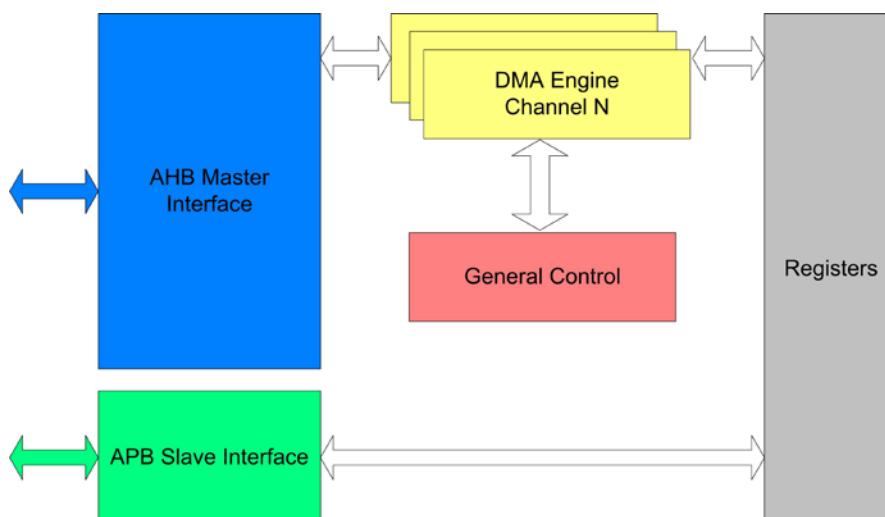 DMA Engine
Channel N
AHB Master
Interface
General Control
Registers
APB Slave Interface